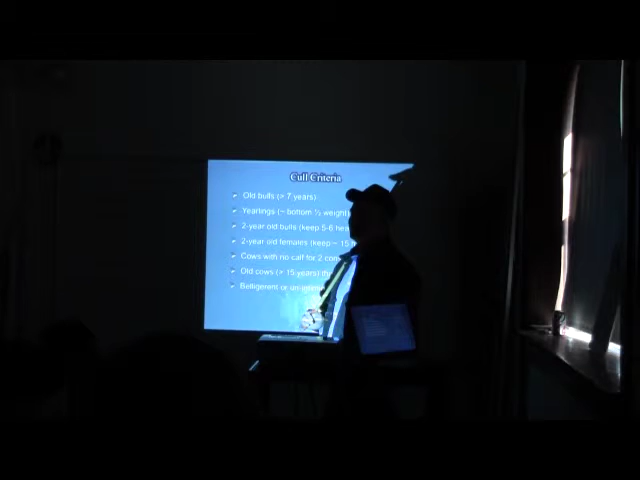 Cull Criteria
Old bulls (> 7 years)
Yearlings (~ bottom ½ weight)
2-year old bulls (keep 5-6
2-year old females (keep ~ 15
Cows with no calf for 2
Old cows (> 15 years)
Belligerent or